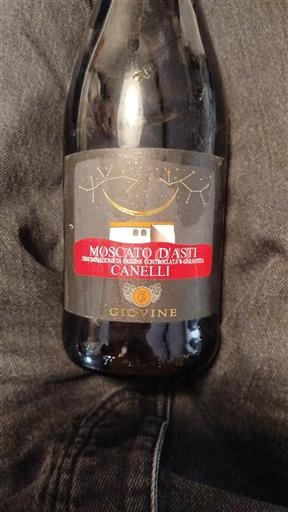 MOSCATO D'ASTI
DENOMINAZIONE DI ORIGINE CONTROLLATA E GARANTITA
CANELLI
GIOVINE